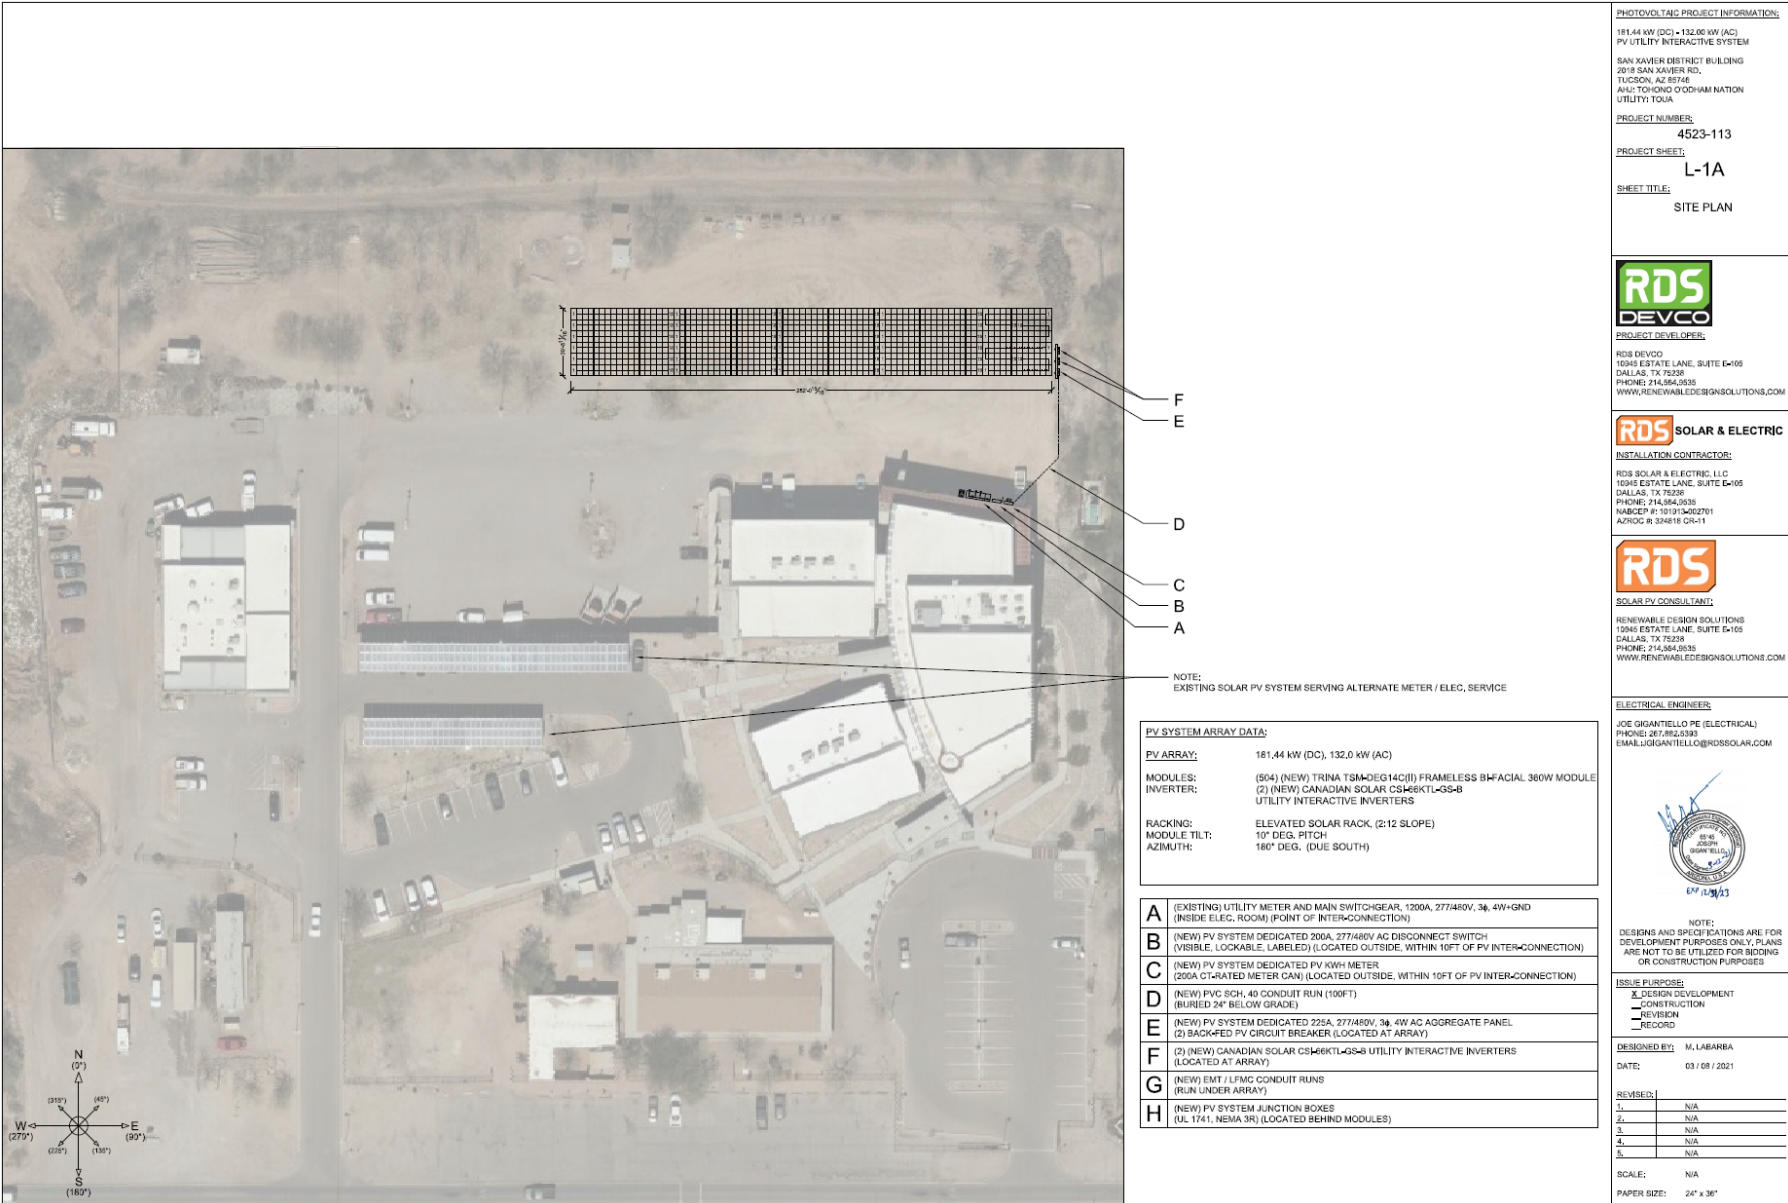 PHOTOVOLTAIC PROJECT INFORMATION:
181.44 kW (DC) - 132.00 kW (AC)
PV UTILITY INTERACTIVE SYSTEM
SAN XAVIER DISTRICT BUILDING
2018 SAN XAVIER RD.
TUCSON, AZ 85746
AHJ: TOHONO O'ODHAM NATION
UTILITY: TOUA
PROJECT NUMBER:
4523-113
PROJECT SHEET:
L-1A
SHEET TITLE:
SITE PLAN
RDS
DEVCO
PROJECT DEVELOPER:
RDS DEVCO
10945 ESTATE LANE, SUITE E-105
DALLAS, TX 75238
PHONE: 214.564.9535
WWW.RENEWABLEDESIGNSOLUTIONS.COM
RDS SOLAR & ELECTRIC
INSTALLATION CONTRACTOR:
RDS SOLAR & ELECTRIC, LLC
10945 ESTATE LANE, SUITE E-105
DALLAS, TX 75238
PHONE: 214.564.9535
NABCEP #: 101913-002701
AZROC #: 324818 CR-11
RDS
SOLAR PV CONSULTANT:
RENEWABLE DESIGN SOLUTIONS
10945 ESTATE LANE, SUITE E-105
DALLAS, TX 75238
PHONE: 214.564.9535
WWW.RENEWABLEDESIGNSOLUTIONS.COM
ELECTRICAL ENGINEER:
JOE GIGANTIELLO PE (ELECTRICAL)
PHONE: 267.882.5393
EMAIL:JGIGANTIELLO@RDSSOLAR.COM
JOSEPH
GIGANTIELLO
ARIZONA, U.S.A.
EXP 12/31/23
NOTE:
DESIGNS AND SPECIFICATIONS ARE FOR
DEVELOPMENT PURPOSES ONLY, PLANS
ARE NOT TO BE UTILIZED FOR BIDDING
OR CONSTRUCTION PURPOSES
ISSUE PURPOSE:
X DESIGN DEVELOPMENT
__CONSTRUCTION
__REVISION
__RECORD
DESIGNED BY: M. LABARBA
DATE: 03 / 08 / 2021
REVISED:
1. N/A
2. N/A
3. N/A
4. N/A
5. N/A
SCALE: N/A
PAPER SIZE: 24" x 36"
F
E
D
C
B
A
NOTE:
EXISTING SOLAR PV SYSTEM SERVING ALTERNATE METER / ELEC. SERVICE
PV SYSTEM ARRAY DATA:
PV ARRAY: 181.44 kW (DC), 132.0 kW (AC)
MODULES: (504) (NEW) TRINA TSM-DEG14C(II) FRAMELESS BI-FACIAL 360W MODULE
INVERTER: (2) (NEW) CANADIAN SOLAR CSI-66KTL-GS-B
UTILITY INTERACTIVE INVERTERS
RACKING: ELEVATED SOLAR RACK, (2:12 SLOPE)
MODULE TILT: 10° DEG. PITCH
AZIMUTH: 180° DEG. (DUE SOUTH)
A (EXISTING) UTILITY METER AND MAIN SWITCHGEAR, 1200A, 277/480V, 3ɸ, 4W+GND
(INSIDE ELEC. ROOM) (POINT OF INTER-CONNECTION)
B (NEW) PV SYSTEM DEDICATED 200A, 277/480V AC DISCONNECT SWITCH
(VISIBLE, LOCKABLE, LABELED) (LOCATED OUTSIDE, WITHIN 10FT OF PV INTER-CONNECTION)
C (NEW) PV SYSTEM DEDICATED PV KWH METER
(200A CT-RATED METER CAN) (LOCATED OUTSIDE, WITHIN 10FT OF PV INTER-CONNECTION)
D (NEW) PVC SCH. 40 CONDUIT RUN (100FT)
(BURIED 24" BELOW GRADE)
E (NEW) PV SYSTEM DEDICATED 225A, 277/480V, 3ɸ, 4W AC AGGREGATE PANEL
(2) BACK-FED PV CIRCUIT BREAKER (LOCATED AT ARRAY)
F (2) (NEW) CANADIAN SOLAR CSI-66KTL-GS-B UTILITY INTERACTIVE INVERTERS
(LOCATED AT ARRAY)
G (NEW) EMT / LFMC CONDUIT RUNS
(RUN UNDER ARRAY)
H (NEW) PV SYSTEM JUNCTION BOXES
(UL 1741, NEMA 3R) (LOCATED BEHIND MODULES)
N
(0°)
(315°) (45°)
W E
(270°) (90°)
(225°) (135°)
S
(180°)